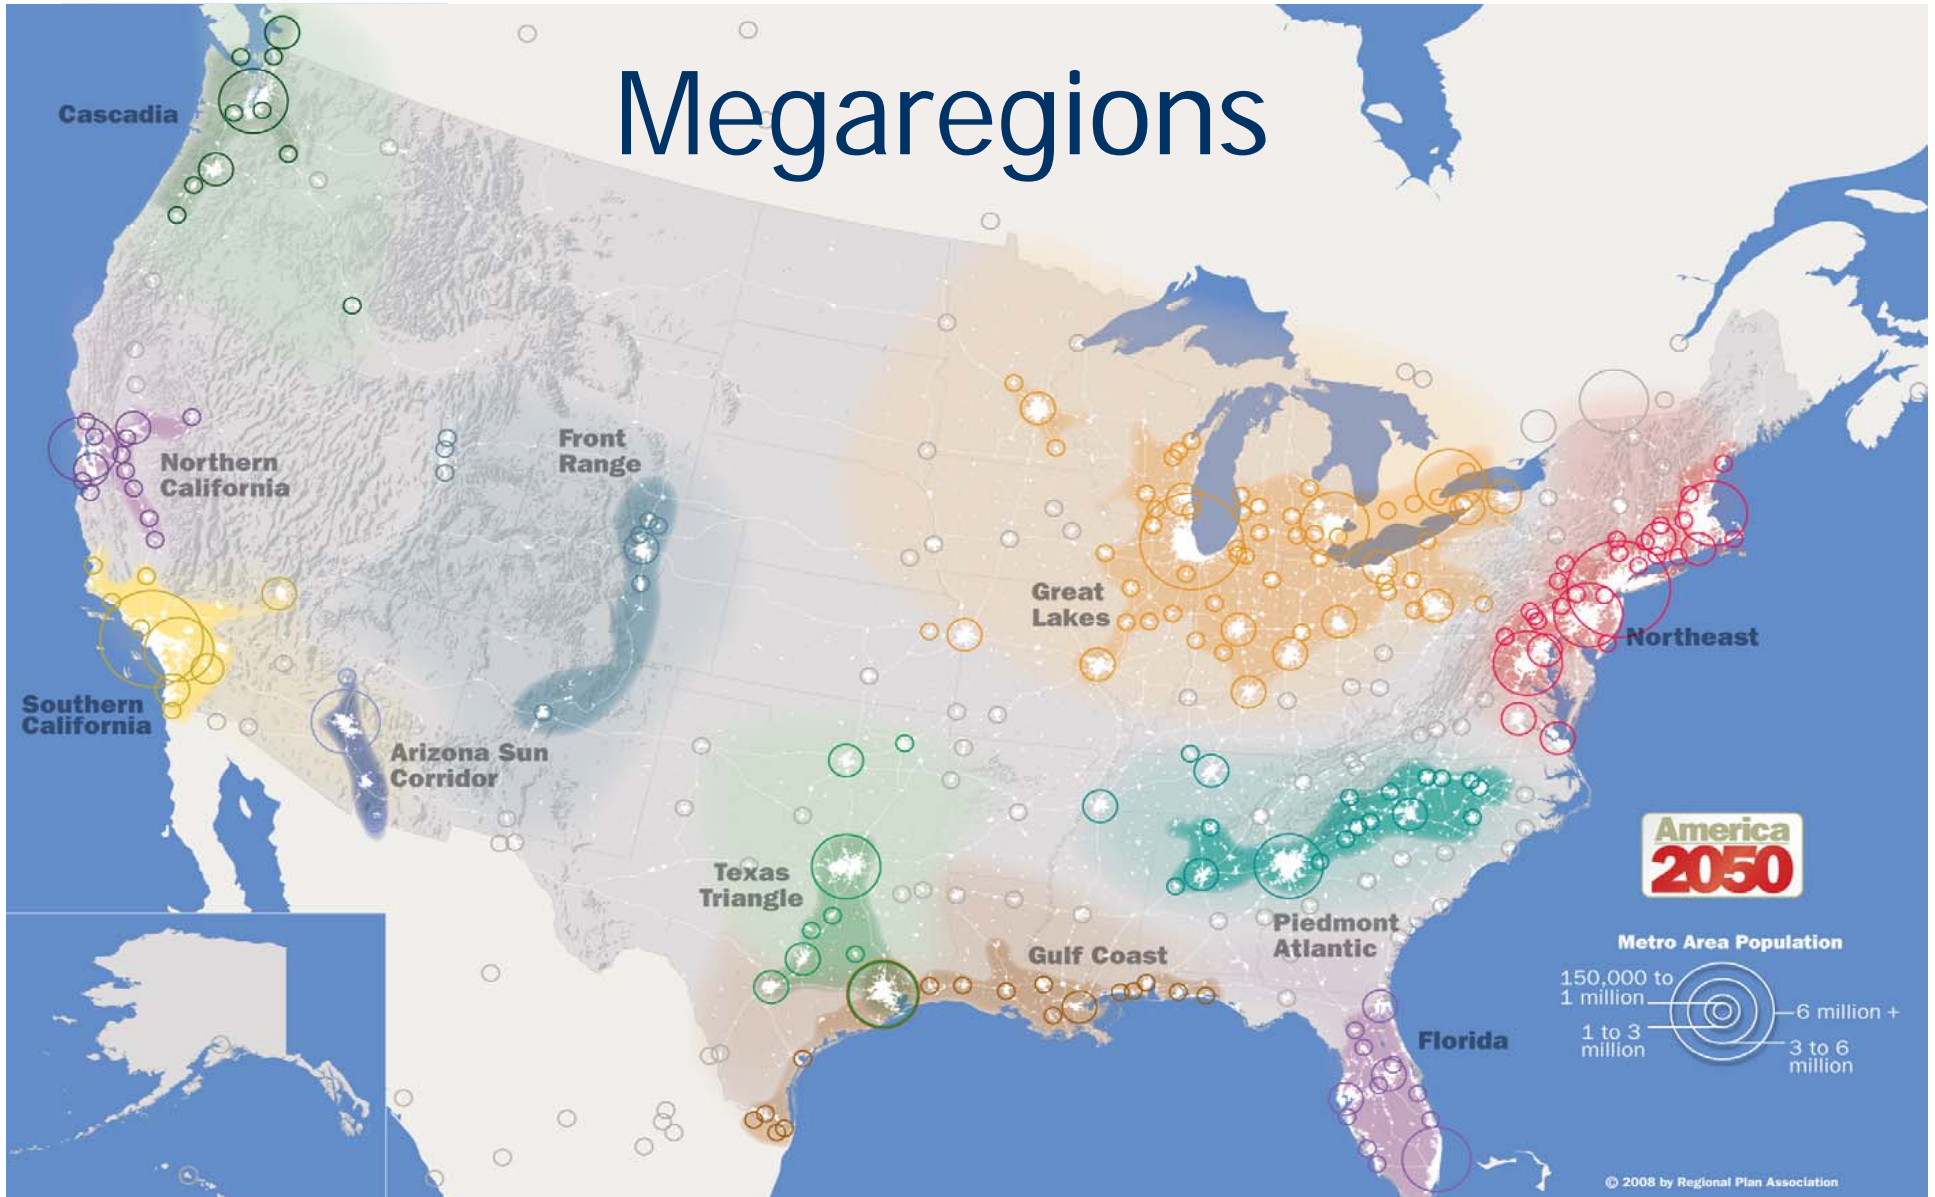 Megaregions
Cascadia
Front
Range
Northern
California
Great
Lakes
Northeast
Southern
California
Arizona Sun
Corridor
Texas
Triangle
Piedmont
Atlantic
Gulf Coast
Florida
America
2050
Metro Area Population
150,000 to
1 million
6 million +
1 to 3
million
3 to 6
million
© 2008 by Regional Plan Association